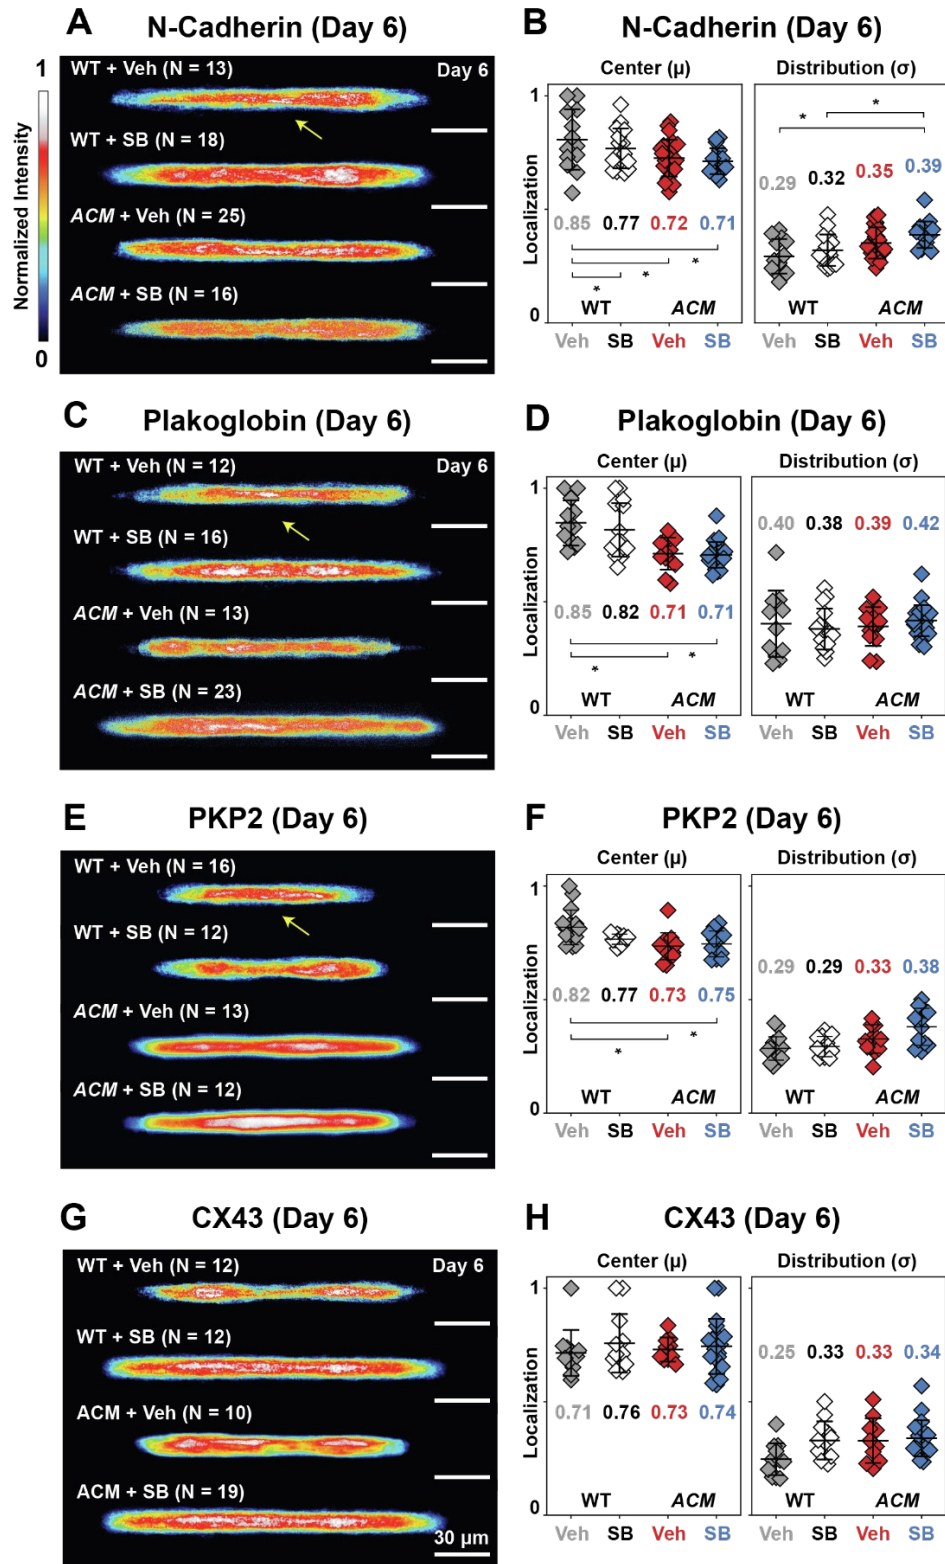 A N-Cadherin (Day 6)
1
Normalized Intensity
0
WT + Veh (N = 13) Day 6
WT + SB (N = 18)
ACM + Veh (N = 25)
ACM + SB (N = 16)
B N-Cadherin (Day 6)
Center (μ) Distribution (σ)
1
Localization
0
* *
0.29 0.32 0.35 0.39
0.85 0.77 0.72 0.71
*
*
*
WT ACM WT ACM
Veh SB Veh SB Veh SB Veh SB
C Plakoglobin (Day 6)
WT + Veh (N = 12) Day 6
WT + SB (N = 16)
ACM + Veh (N = 13)
ACM + SB (N = 23)
D Plakoglobin (Day 6)
Center (μ) Distribution (σ)
1
Localization
0
0.40 0.38 0.39 0.42
0.85 0.82 0.71 0.71
*
*
WT ACM WT ACM
Veh SB Veh SB Veh SB Veh SB
E PKP2 (Day 6)
WT + Veh (N = 16)
WT + SB (N = 12)
ACM + Veh (N = 13)
ACM + SB (N = 12)
F PKP2 (Day 6)
Center (μ) Distribution (σ)
1
Localization
0
0.82 0.77 0.73 0.75 0.29 0.29 0.33 0.38
*
*
WT ACM WT ACM
Veh SB Veh SB Veh SB Veh SB
G CX43 (Day 6)
WT + Veh (N = 12) Day 6
WT + SB (N = 12)
ACM + Veh (N = 10)
ACM + SB (N = 19)
30 μm
H CX43 (Day 6)
Center (μ) Distribution (σ)
1
Localization
0
0.25 0.33 0.33 0.34
0.71 0.76 0.73 0.74
WT ACM WT ACM
Veh SB Veh SB Veh SB Veh SB